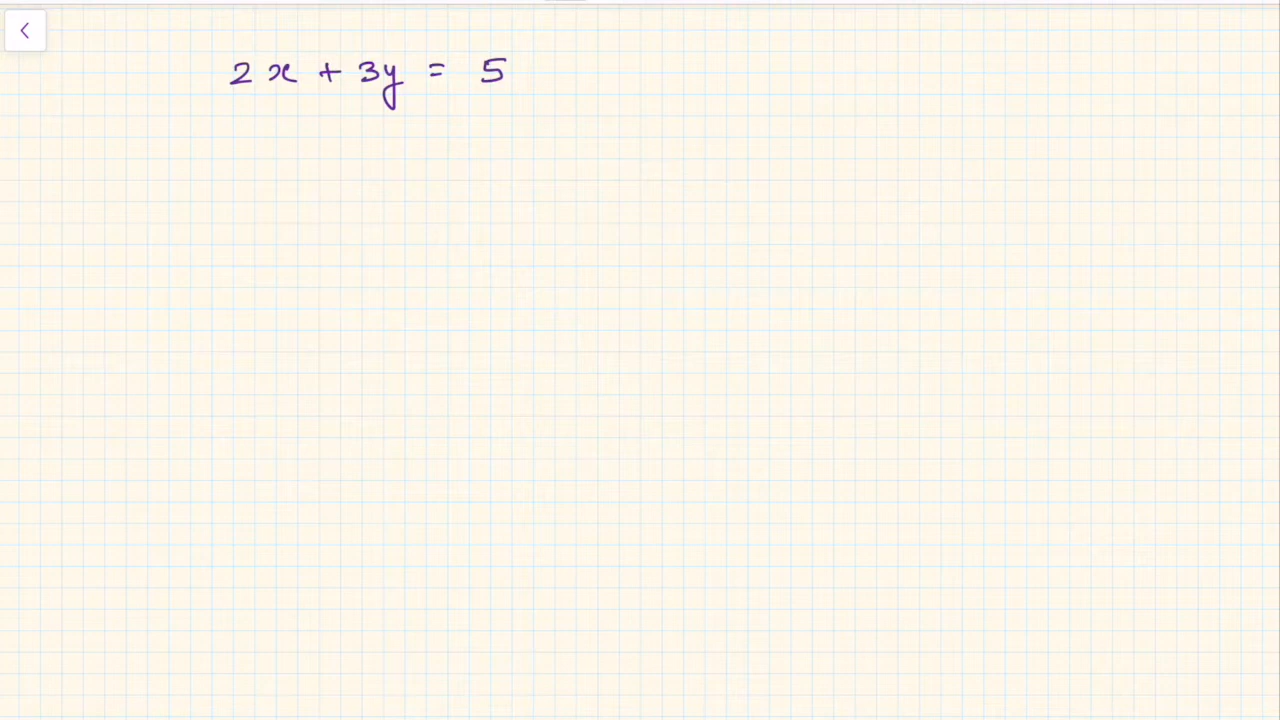 2x + 3y = 5